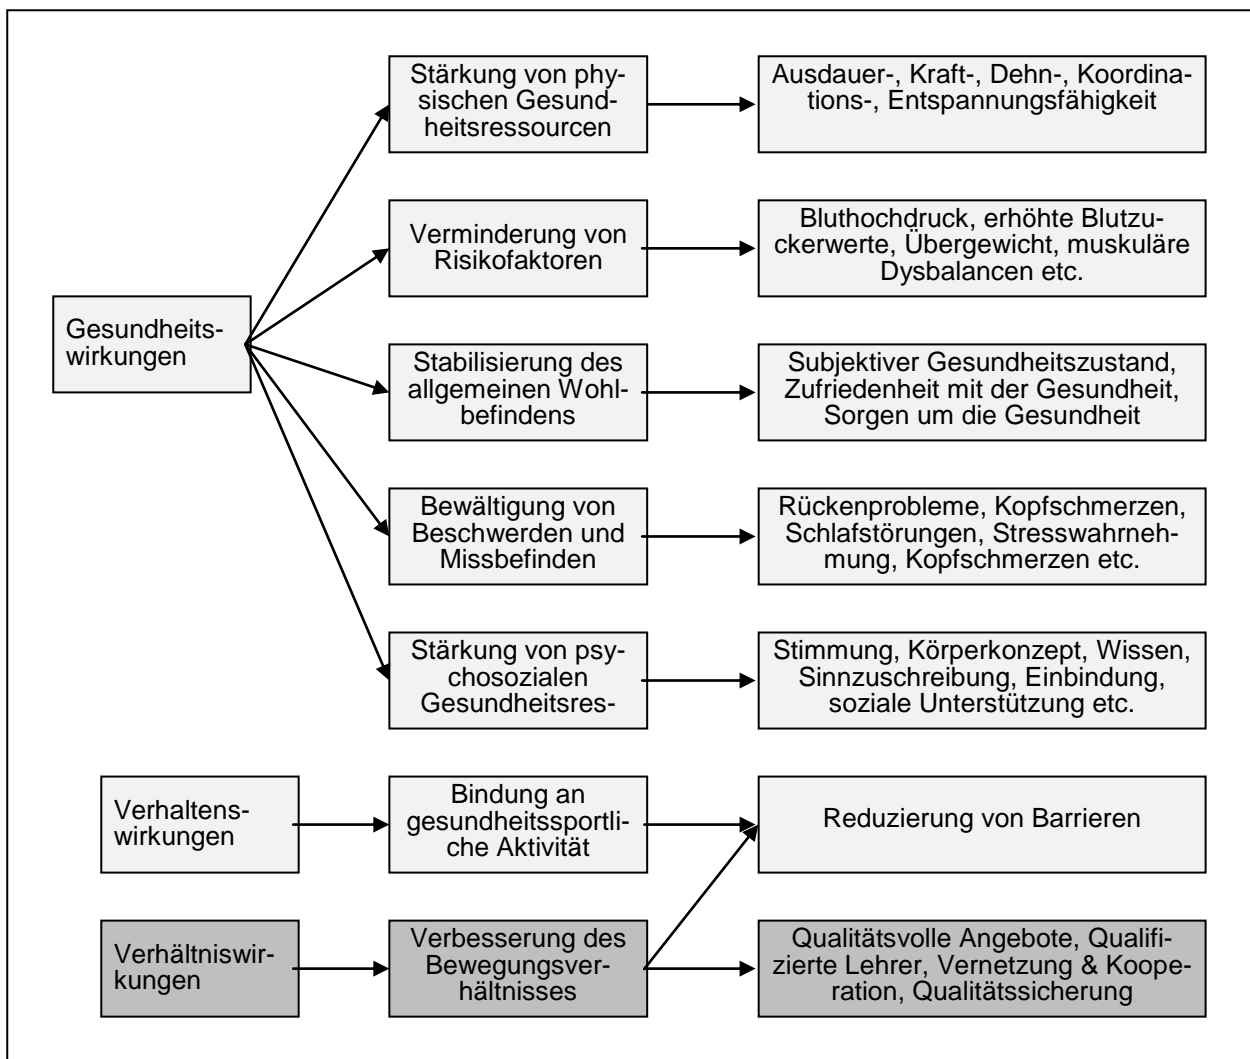 Stärkung von phy-
sischen Gesund-
heitsressourcen
Ausdauer-, Kraft-, Dehn-, Koordina-
tions-, Entspannungsfähigkeit
Verminderung von
Risikofaktoren
Bluthochdruck, erhöhte Blutzu-
ckerwerte, Übergewicht, muskuläre
Dysbalancen etc.
Gesundheits-
wirkungen
Stabilisierung des
allgemeinen Wohl-
befindens
Subjektiver Gesundheitszustand,
Zufriedenheit mit der Gesundheit,
Sorgen um die Gesundheit
Bewältigung von
Beschwerden und
Missbefinden
Rückenprobleme, Kopfschmerzen,
Schlafstörungen, Stresswahrneh-
mung, Kopfschmerzen etc.
Stärkung von psy-
chosozialen
Gesundheitsres-
Stimmung, Körperkonzept, Wissen,
Sinnzuschreibung, Einbindung,
soziale Unterstützung etc.
Verhaltens-
wirkungen
Bindung an
gesundheitssportli-
che Aktivität
Reduzierung von Barrieren
Verhältniswir-
kungen
Verbesserung des
Bewegungsver-
hältnisses
Qualitätsvolle Angebote, Qualifi-
zierte Lehrer, Vernetzung & Koope-
ration, Qualitätssicherung